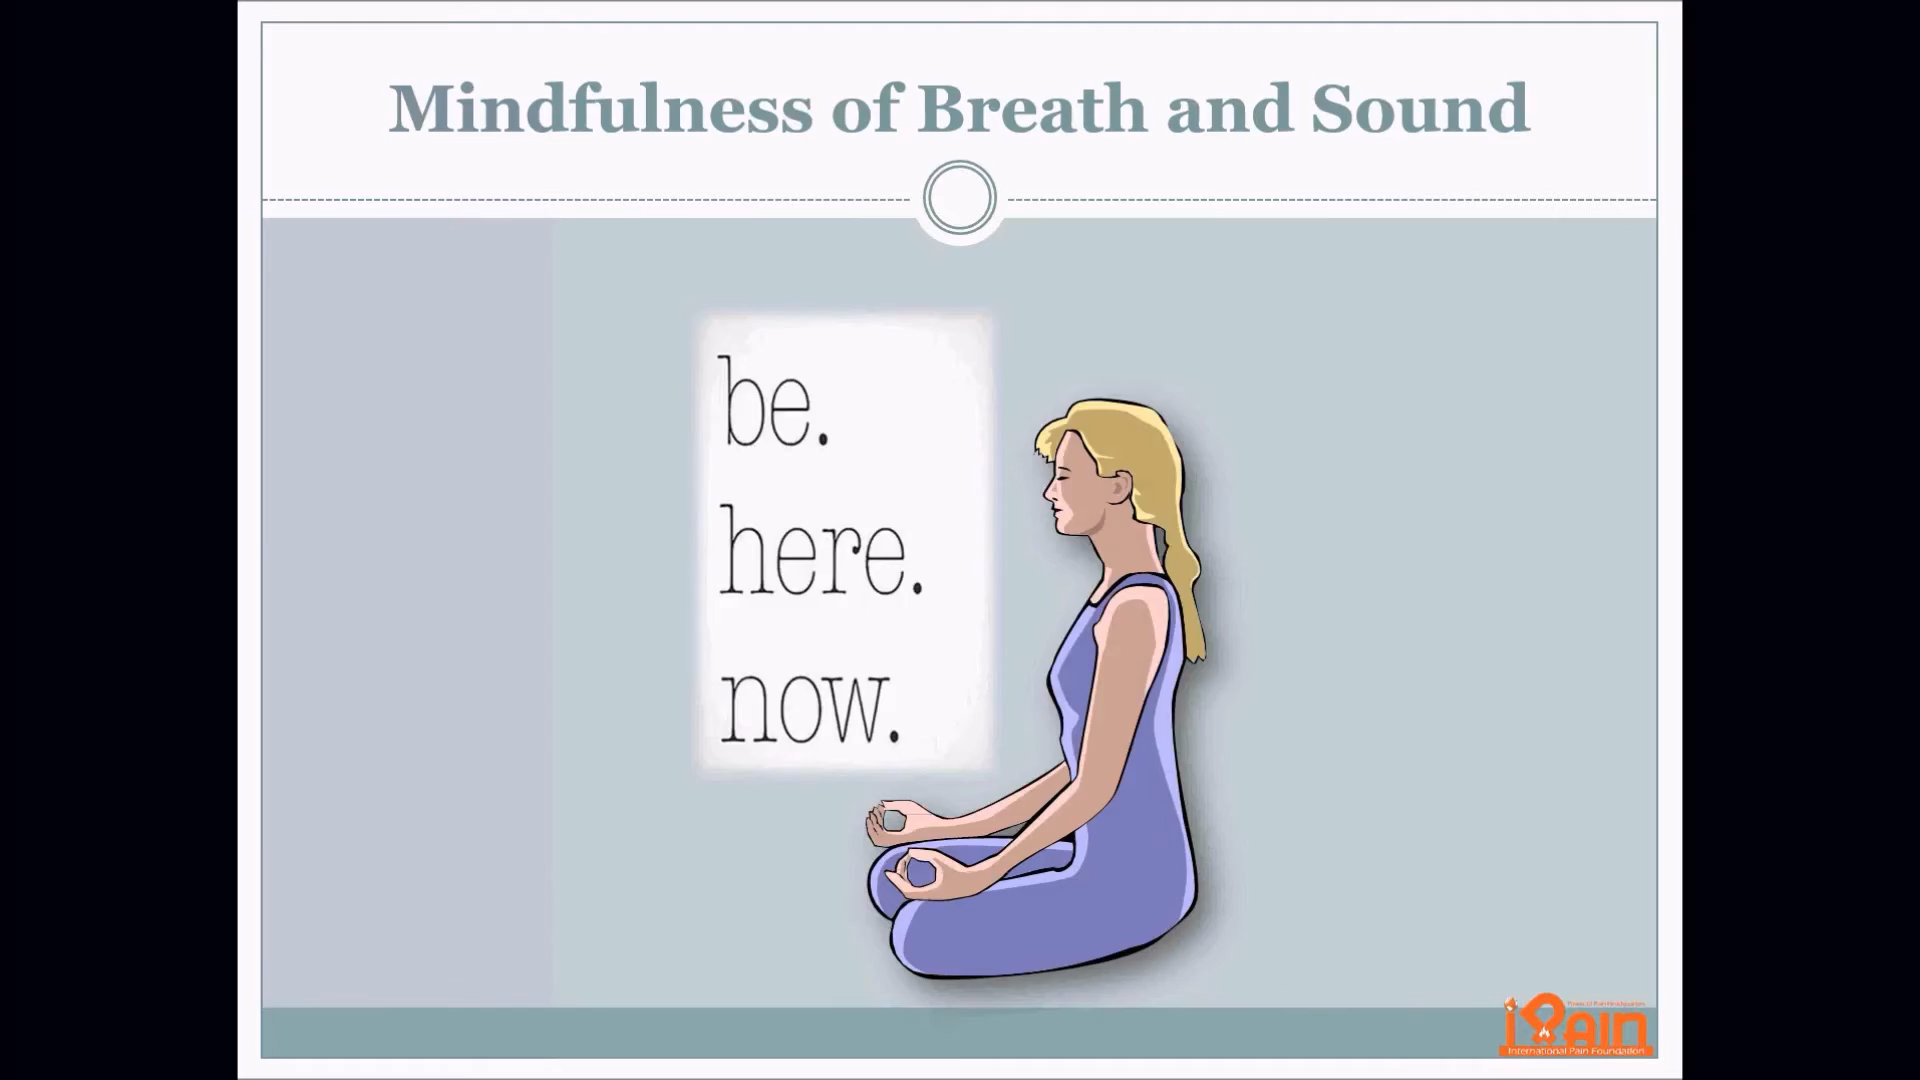 Mindfulness of Breath and Sound
be.
here.
now.
iPain
International Pain Foundation